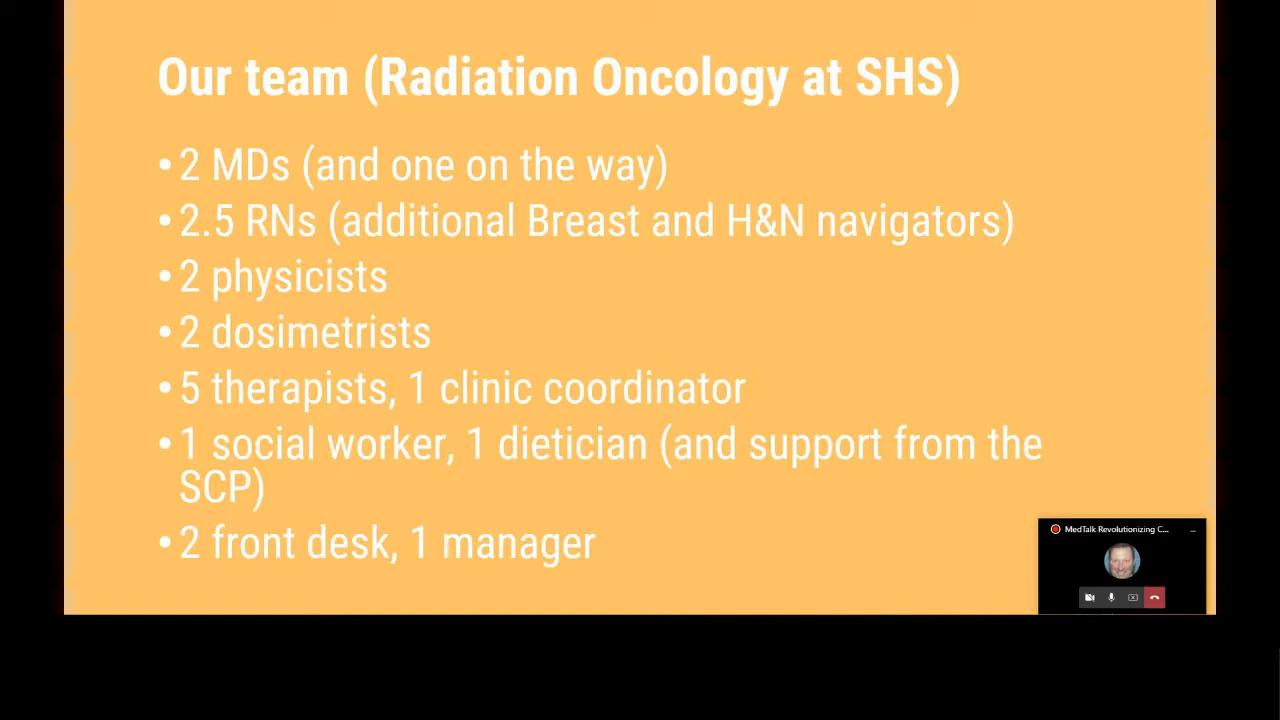 Our team (Radiation Oncology at SHS)
•2 MDs (and one on the way)
•2.5 RNs (additional Breast and H&N navigators)
•2 physicists
•2 dosimetrists
•5 therapists, 1 clinic coordinator
•1 social worker, 1 dietician (and support from the
SCP)
•2 front desk, 1 manager
MedTalk Revolutionizing C...